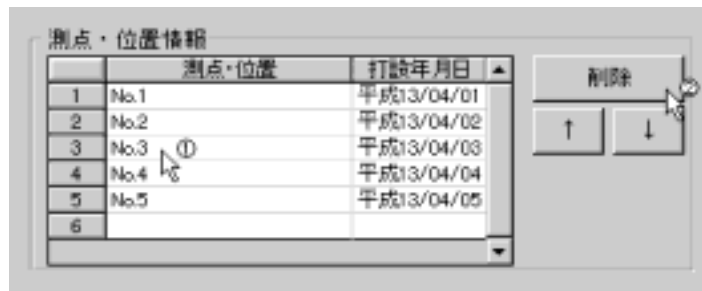 測点・位置情報
測点・位置 打設年月日
1 No.1 平成13/04/01
2 No.2 平成13/04/02
3 No.3 ① 平成13/04/03
4 No.4 平成13/04/04
5 No.5 平成13/04/05
6
削除 ②
↑ ↓